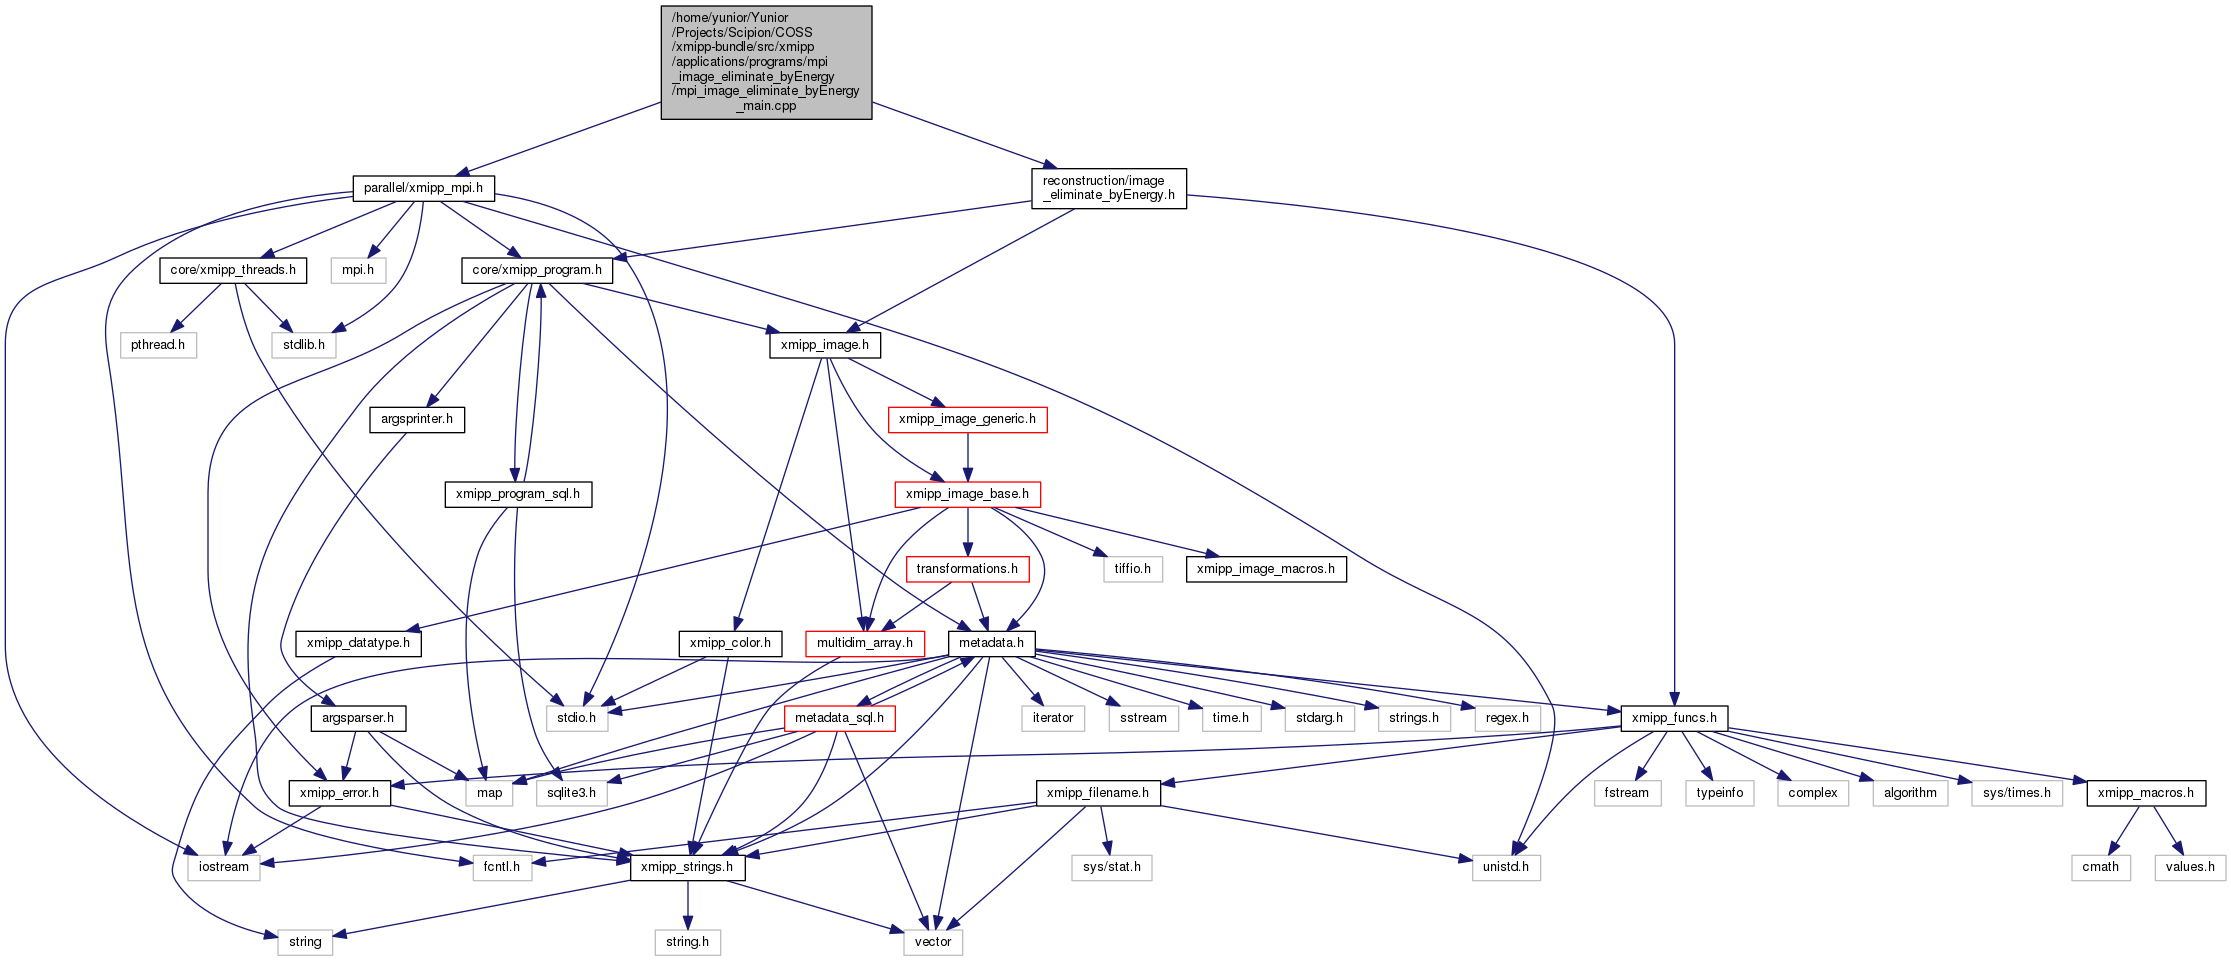 /home/yunior/Yunior
/Projects/Scipion/COSS
/xmipp-bundle/src/xmipp
/applications/programs/mpi
_image_eliminate_byEnergy
/mpi_image_eliminate_byEnergy
_main.cpp
parallel/xmipp_mpi.h
reconstruction/image
_eliminate_byEnergy.h
core/xmipp_threads.h
mpi.h
core/xmipp_program.h
pthread.h
stdlib.h
xmipp_image.h
argsprinter.h
xmipp_image_generic.h
xmipp_program_sql.h
xmipp_image_base.h
transformations.h
tiffio.h
xmipp_image_macros.h
xmipp_datatype.h
xmipp_color.h
multidim_array.h
metadata.h
argsparser.h
stdio.h
metadata_sql.h
iterator
sstream
time.h
stdarg.h
strings.h
regex.h
xmipp_funcs.h
xmipp_error.h
map
sqlite3.h
xmipp_filename.h
fstream
typeinfo
complex
algorithm
sys/times.h
xmipp_macros.h
iostream
fcntl.h
xmipp_strings.h
sys/stat.h
unistd.h
cmath
values.h
string
string.h
vector